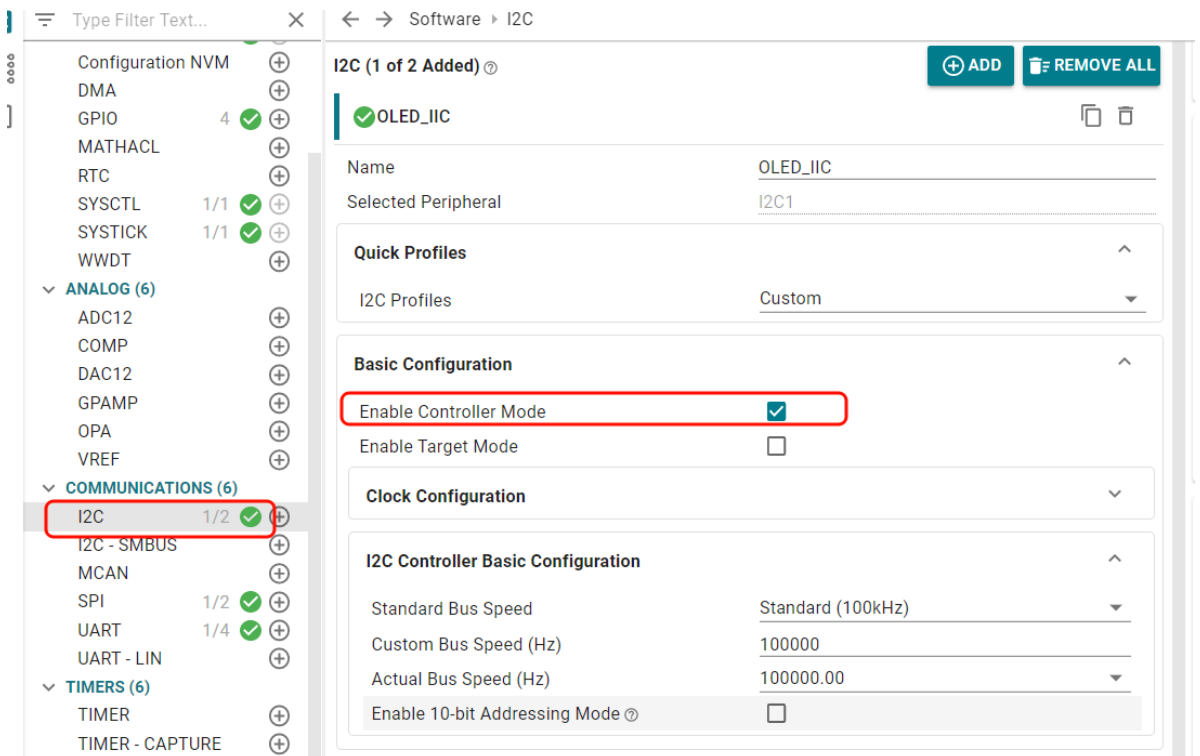 Type Filter Text...
Configuration NVM
DMA
GPIO 4
MATHACL
RTC
SYSCTL 1/1
SYSTICK 1/1
WWDT
ANALOG (6)
ADC12
COMP
DAC12
GPAMP
OPA
VREF
COMMUNICATIONS (6)
I2C 1/2
I2C - SMBUS
MCAN
SPI 1/2
UART 1/4
UART - LIN
TIMERS (6)
TIMER
TIMER - CAPTURE
Software I2C
I2C (1 of 2 Added)
ADD
REMOVE ALL
OLED_IIC
Name OLED_IIC
Selected Peripheral I2C1
Quick Profiles
I2C Profiles Custom
Basic Configuration
Enable Controller Mode
Enable Target Mode
Clock Configuration
I2C Controller Basic Configuration
Standard Bus Speed Standard (100kHz)
Custom Bus Speed (Hz) 100000
Actual Bus Speed (Hz) 100000.00
Enable 10-bit Addressing Mode